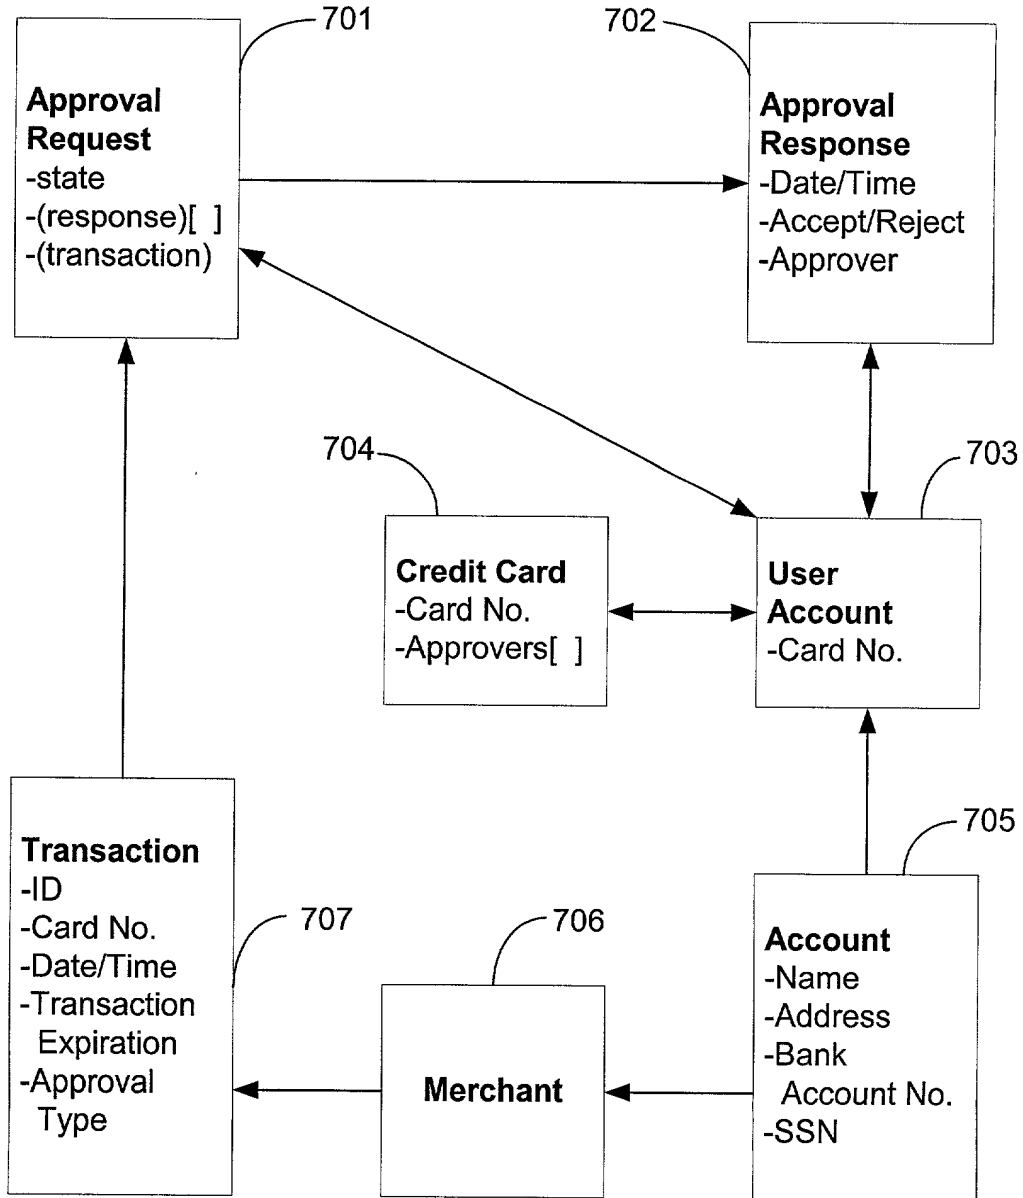 701
702
Approval
Request
-state
-(response)[ ]
-(transaction)
Approval
Response
-Date/Time
-Accept/Reject
-Approver
704
703
Credit Card
-Card No.
-Approvers[ ]
User
Account
-Card No.
705
Transaction
-ID
-Card No.
-Date/Time
-Transaction
Expiration
-Approval
Type
707
706
Merchant
Account
-Name
-Address
-Bank
Account No.
-SSN